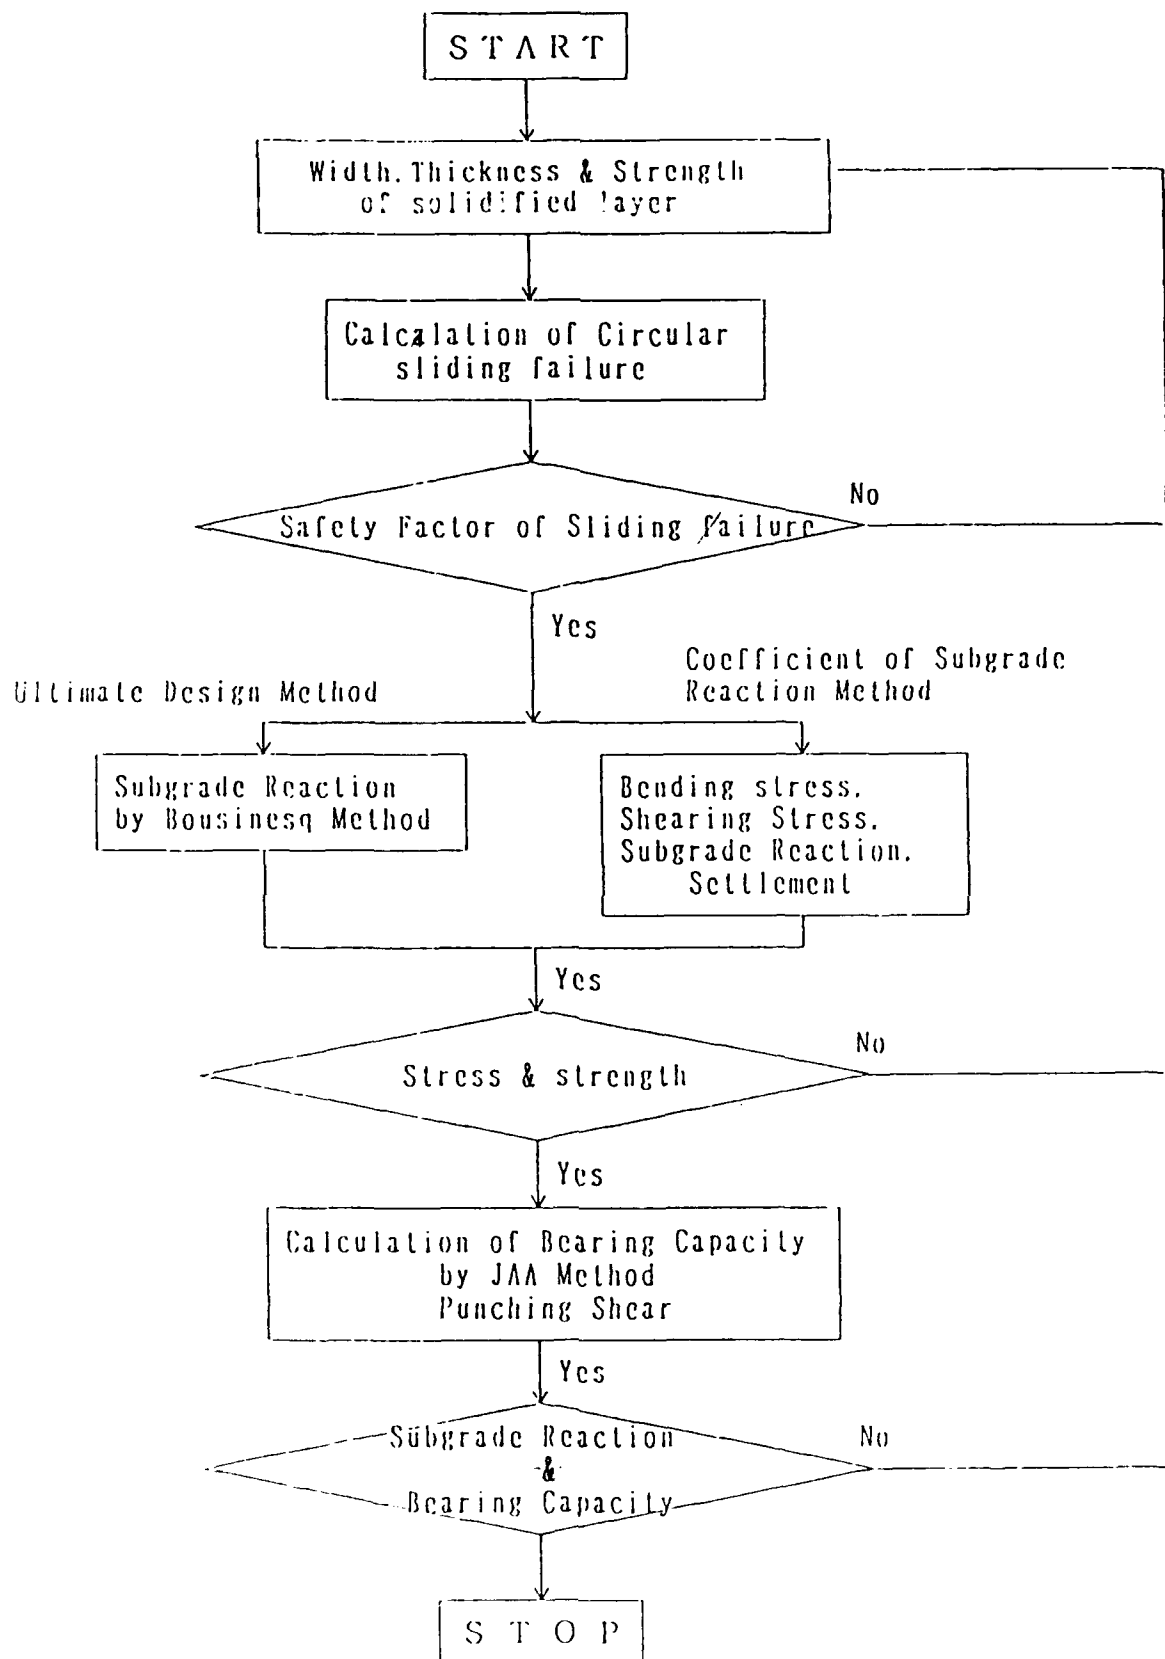 START
Width.Thickness & Strength
of solidified layer
Calcalation of Circular
sliding failure
Safety Factor of Sliding failure
No
Yes
Coefficient of Subgrade
Reaction Method
Ultimate Design Method
Subgrade Reaction
by Bousinesq Method
Bending stress.
Shearing Stress.
Subgrade Reaction.
Settlement
Yes
Stress & strength
No
Yes
Calculation of Bearing Capacity
by JAA Method
Punching Shear
Yes
Subgrade Reaction
&
Bearing Capacity
No
STOP